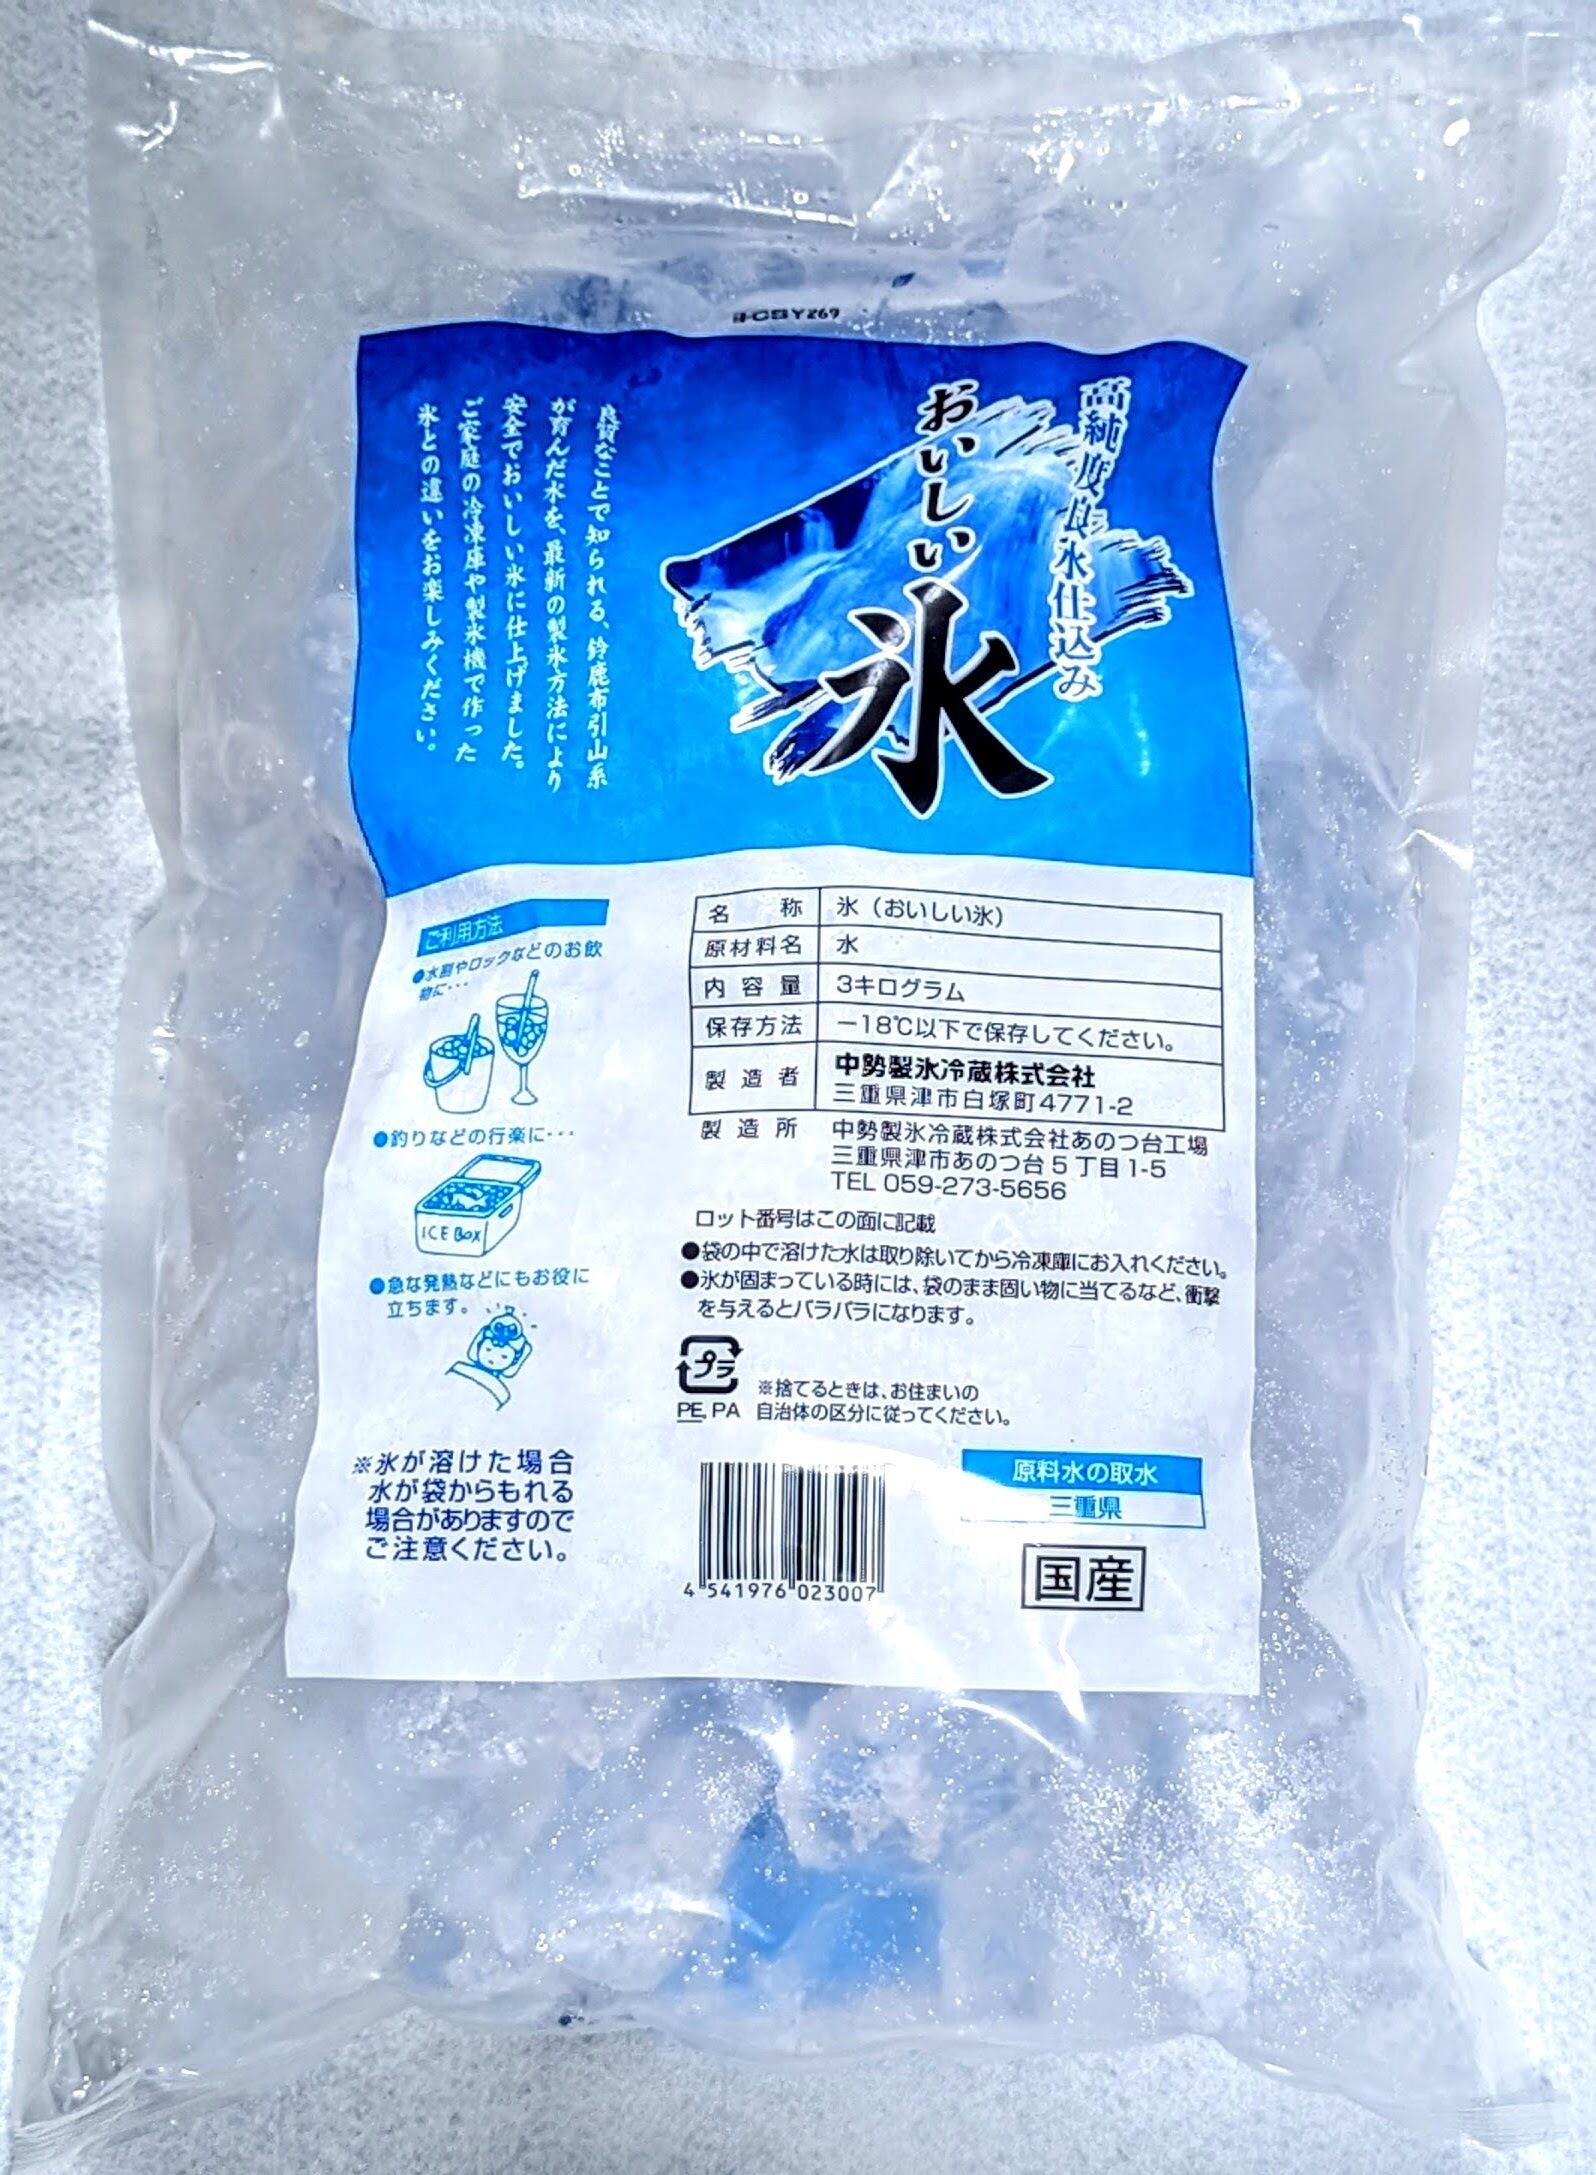 高純度良氷仕込み
おいしい
氷
良質なことで知られる、鈴鹿布引山系
が育んだ水を、最新の製氷方法により
安全でおいしい氷に仕上げました。
ご家庭の冷凍庫や製氷機で作った
氷との違いをお楽しみください。
ご利用方法
●水割やロックなどのお飲
物に･･･
●釣りなどの行楽に･･･
ICE BOX
●急な発熱などにもお役に
立ちます。
※氷が溶けた場合
水が袋からもれる
場合がありますので
ご注意ください。
名称 氷（おいしい氷）
原材料名 水
内容量 3キログラム
保存方法 －18℃以下で保存してください。
製造者 中勢製氷冷蔵株式会社
三重県津市白塚町4771-2
製造所 中勢製氷冷蔵株式会社あのつ台工場
三重県津市あのつ台5丁目1-5
TEL 059-273-5656
ロット番号はこの面に記載
●袋の中で溶けた水は取り除いてから冷凍庫にお入れください。
●氷が固まっている時には、袋のまま固い物に当てるなど、衝撃
を与えるとバラバラになります。
プラ
PE, PA
※捨てるときは、お住まいの
自治体の区分に従ってください。
原料水の取水
三重県
国産
4 541976 023007